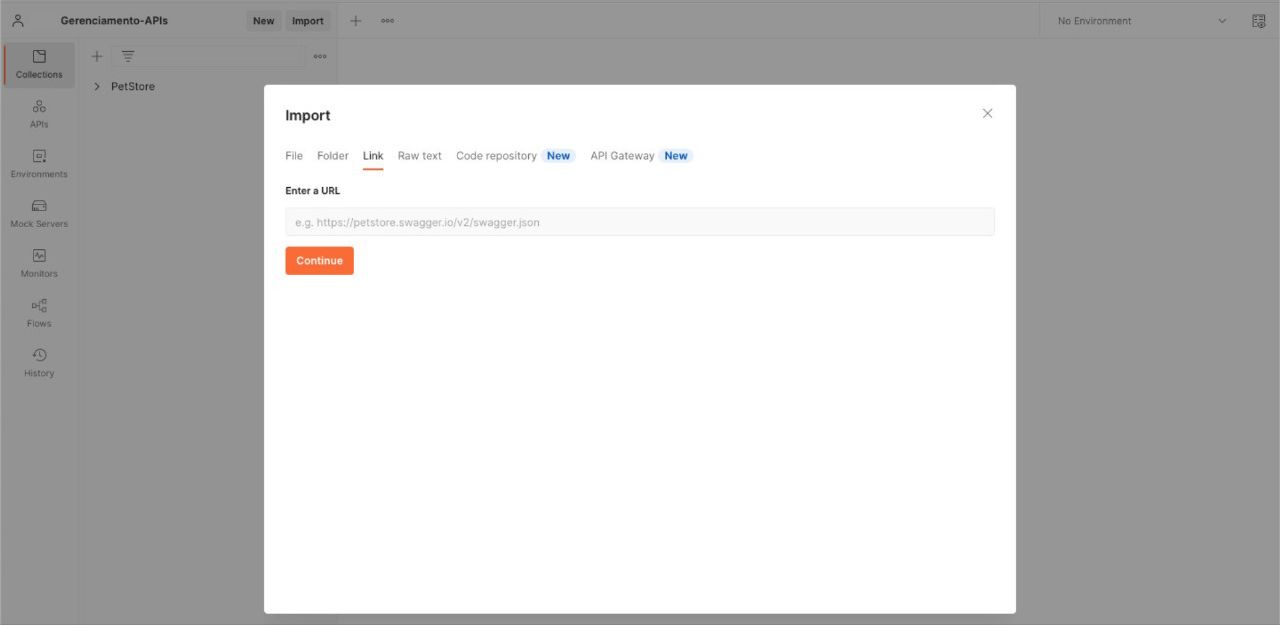 Gerenciamento-APIs New Import No Environment
Collections
PetStore
APIs
Environments
Mock Servers
Monitors
Flows
History
Import
File Folder Link Raw text Code repository New API Gateway New
Enter a URL
e.g. https://petstore.swagger.io/v2/swagger.json
Continue